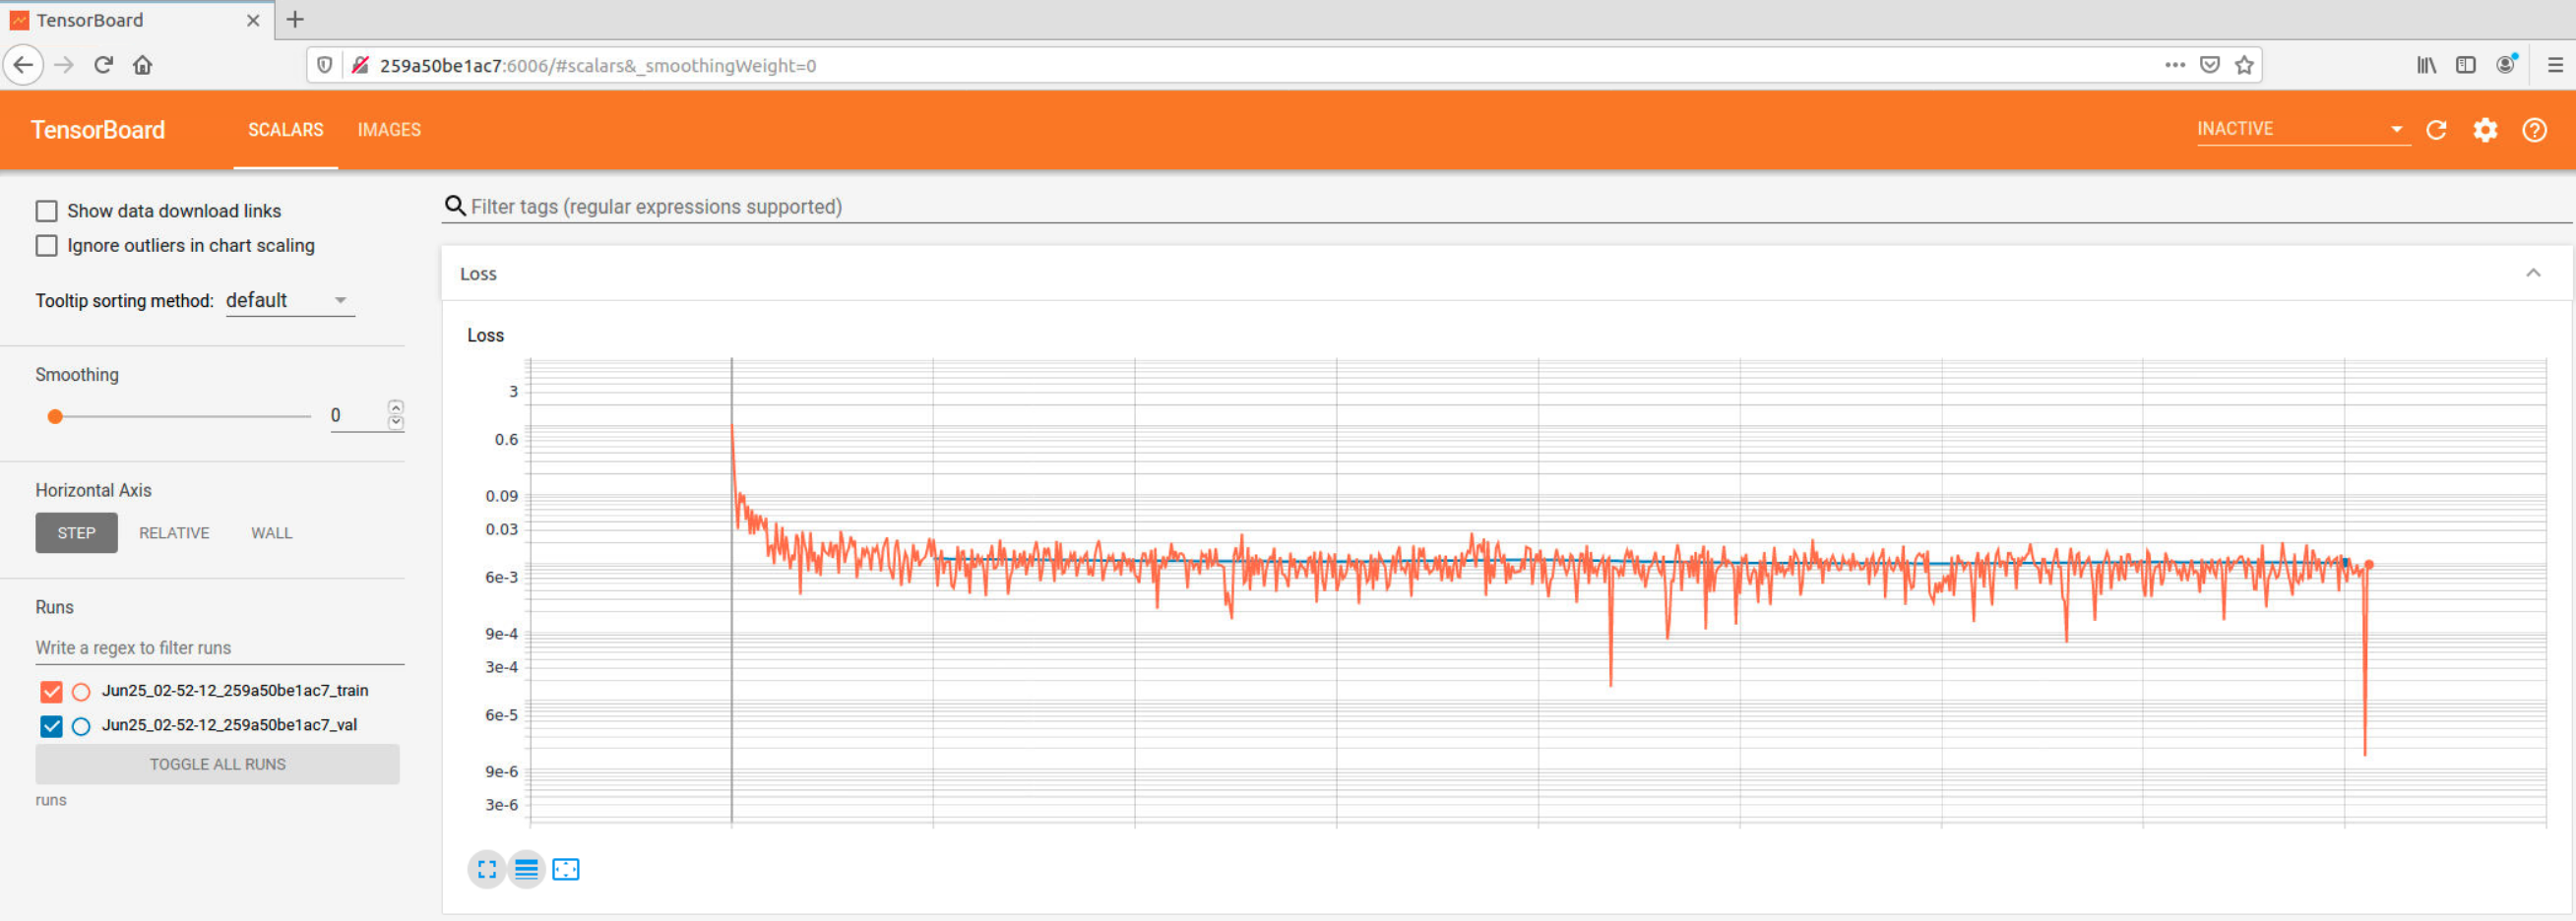 TensorBoard
259a50be1ac7:6006/#scalars&_smoothingWeight=0
TensorBoard SCALARS IMAGES INACTIVE
Show data download links
Ignore outliers in chart scaling
Tooltip sorting method: default
Smoothing
0
Horizontal Axis
STEP RELATIVE WALL
Runs
Write a regex to filter runs
Jun25_02-52-12_259a50be1ac7_train
Jun25_02-52-12_259a50be1ac7_val
TOGGLE ALL RUNS
runs
Filter tags (regular expressions supported)
Loss
Loss
3
0.6
0.09
0.03
6e-3
9e-4
3e-4
6e-5
9e-6
3e-6